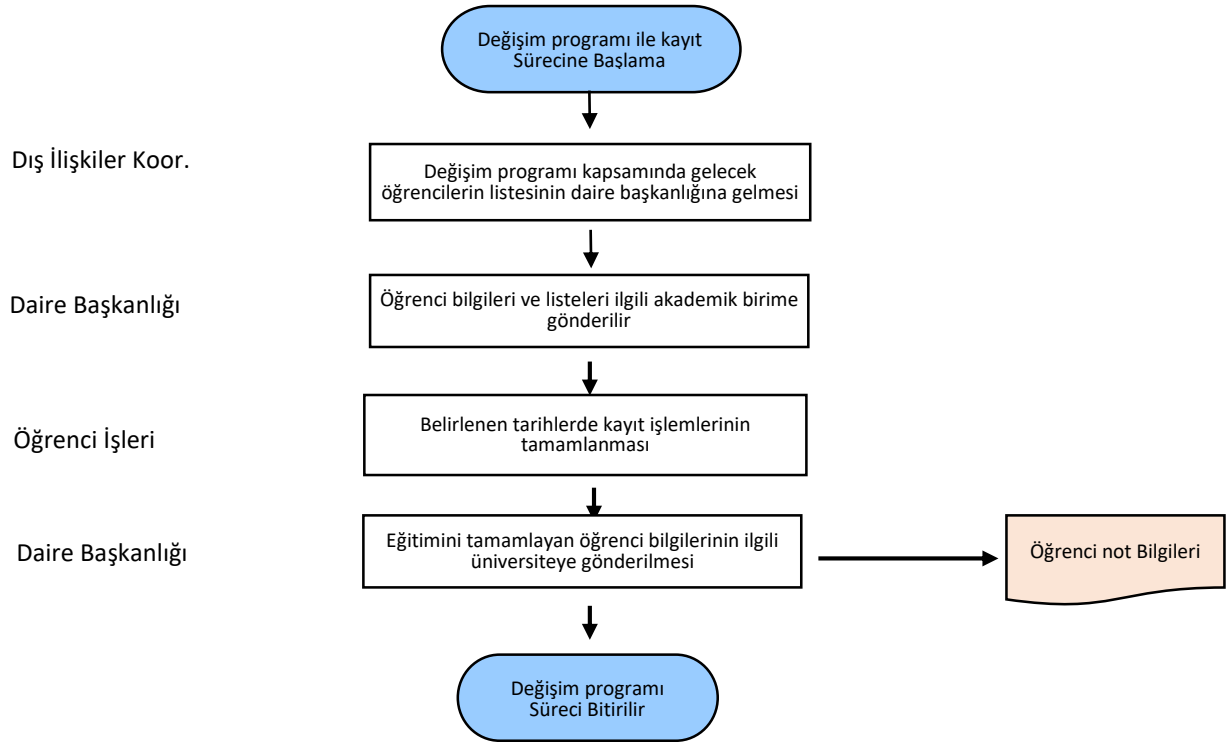 Değişim programı ile kayıt
Sürecine Başlama
Dış İlişkiler Koor.
Değişim programı kapsamında gelecek
öğrencilerin listesinin daire başkanlığına gelmesi
Daire Başkanlığı
Öğrenci bilgileri ve listeleri ilgili akademik birime
gönderilir
Öğrenci İşleri
Belirlenen tarihlerde kayıt işlemlerinin
tamamlanması
Daire Başkanlığı
Eğitimini tamamlayan öğrenci bilgilerinin ilgili
üniversiteye gönderilmesi
Öğrenci not Bilgileri
Değişim programı
Süreci Bitirilir